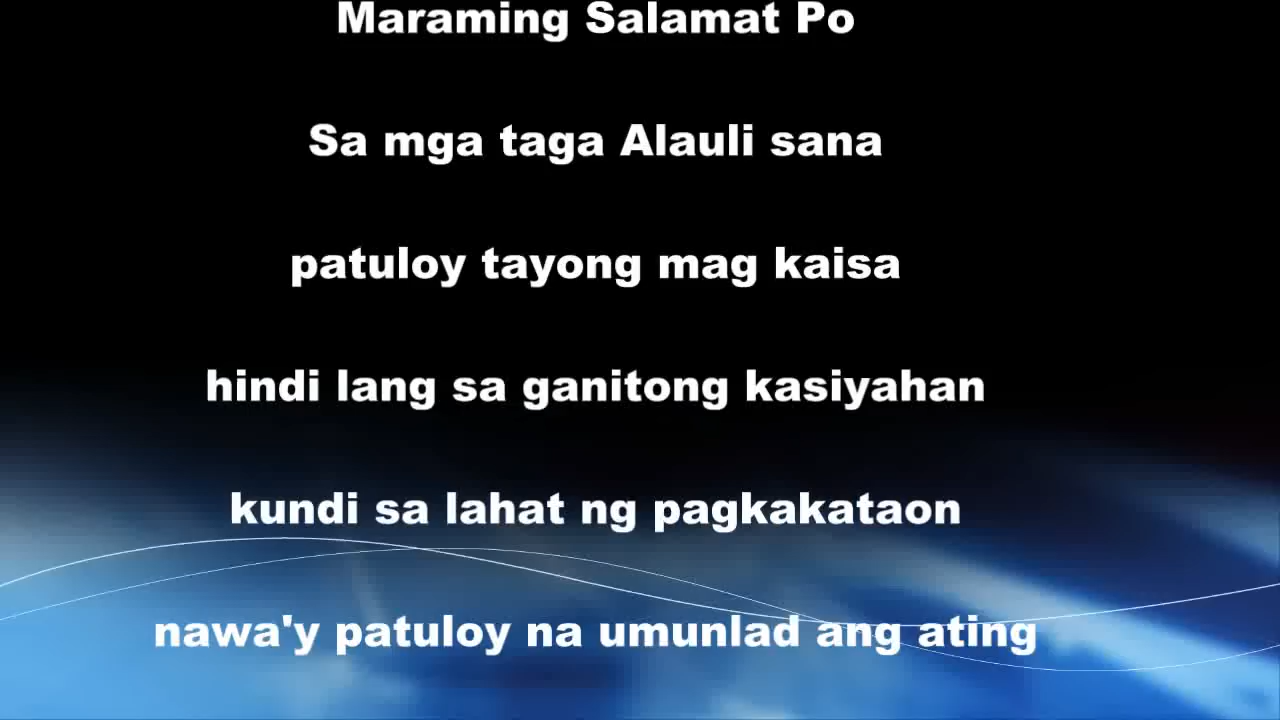 Maraming Salamat Po
Sa mga taga Alauli sana
patuloy tayong mag kaisa
hindi lang sa ganitong kasiyahan
kundi sa lahat ng pagkakataon
nawa'y patuloy na umunlad ang ating